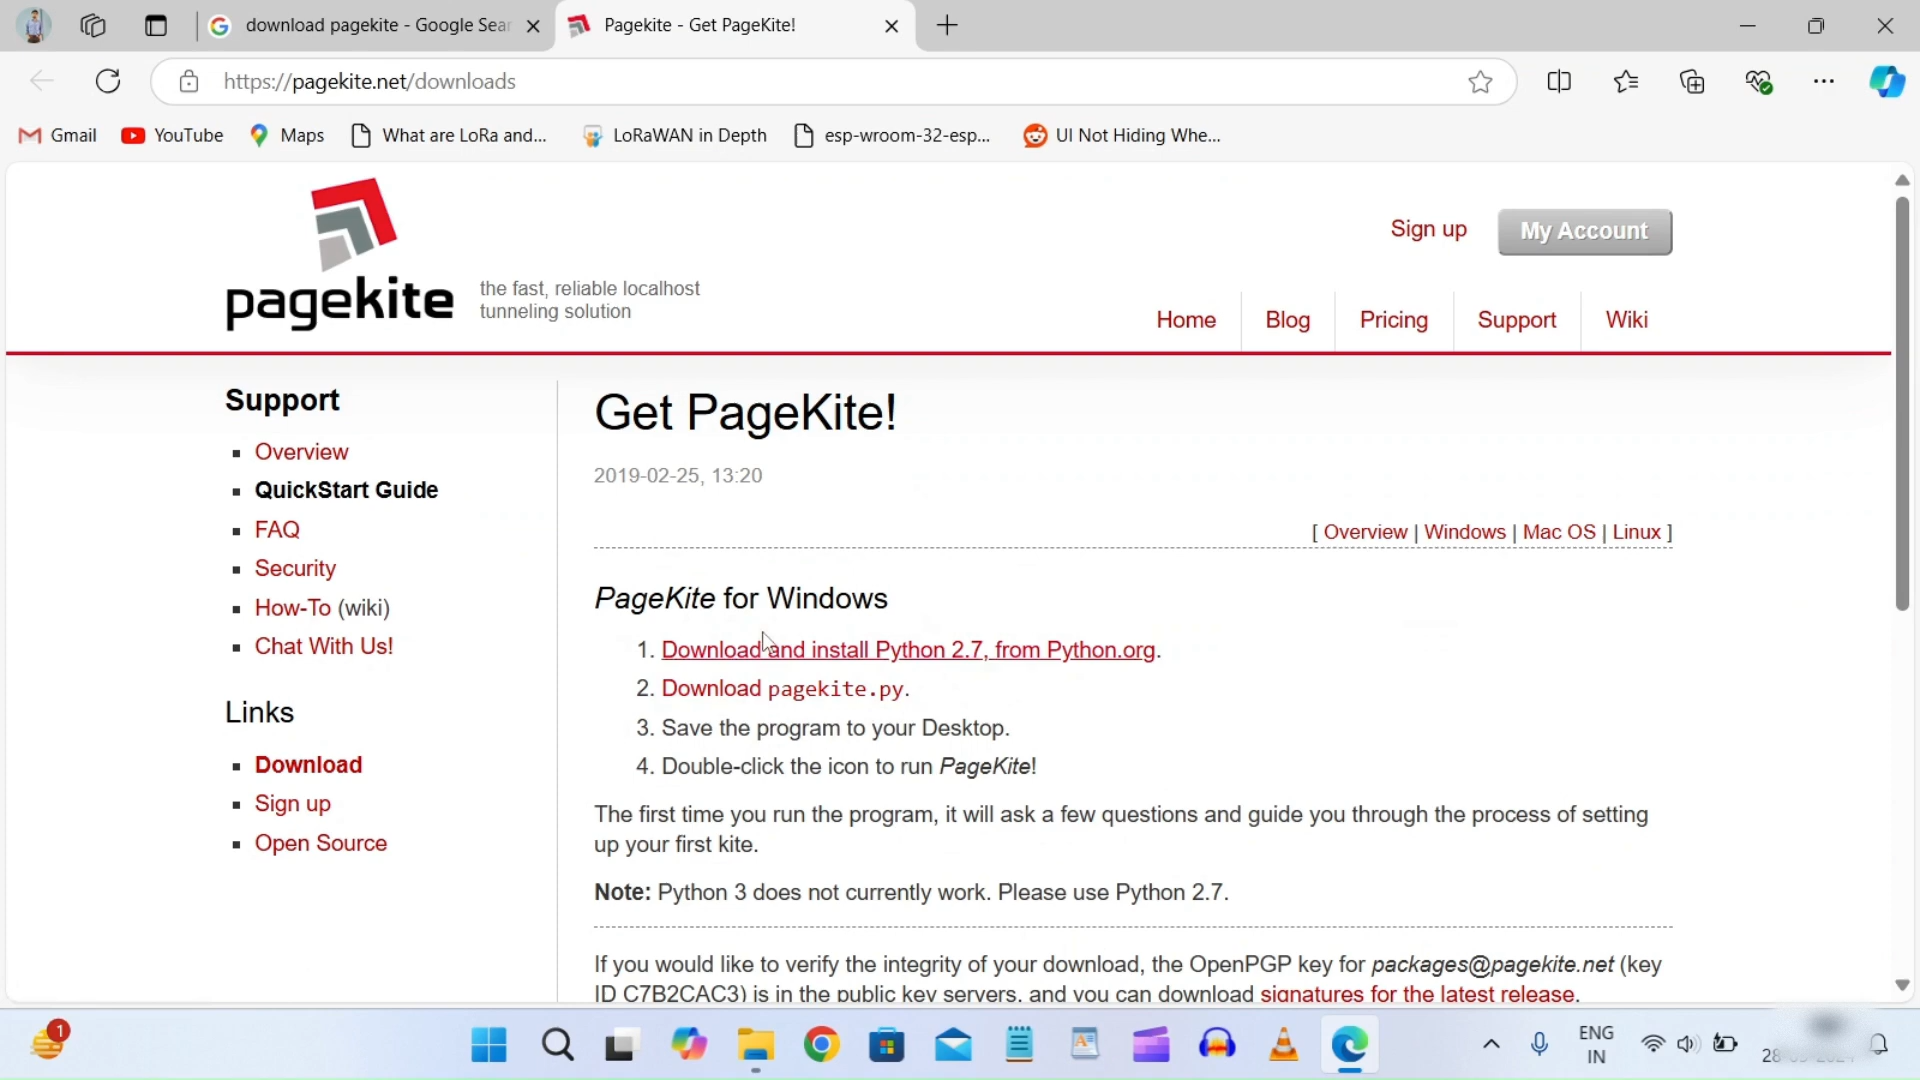 download pagekite - Google Sear
Pagekite - Get PageKite!
https://pagekite.net/downloads
Gmail
YouTube
Maps
What are LoRa and...
LoRaWAN in Depth
esp-wroom-32-esp...
UI Not Hiding Whe...
pagekite
the fast, reliable localhost
tunneling solution
Sign up
My Account
Home
Blog
Pricing
Support
Wiki
Support
Overview
QuickStart Guide
FAQ
Security
How-To (wiki)
Chat With Us!
Links
Download
Sign up
Open Source
Get PageKite!
2019-02-25, 13:20
[ Overview | Windows | Mac OS | Linux ]
PageKite for Windows
1. Download and install Python 2.7, from Python.org.
2. Download pagekite.py.
3. Save the program to your Desktop.
4. Double-click the icon to run PageKite!
The first time you run the program, it will ask a few questions and guide you through the process of setting
up your first kite.
Note: Python 3 does not currently work. Please use Python 2.7.
If you would like to verify the integrity of your download, the OpenPGP key for packages@pagekite.net (key
ID C7B2CAC3) is in the public key servers, and you can download signatures for the latest release.
1
ENG
IN